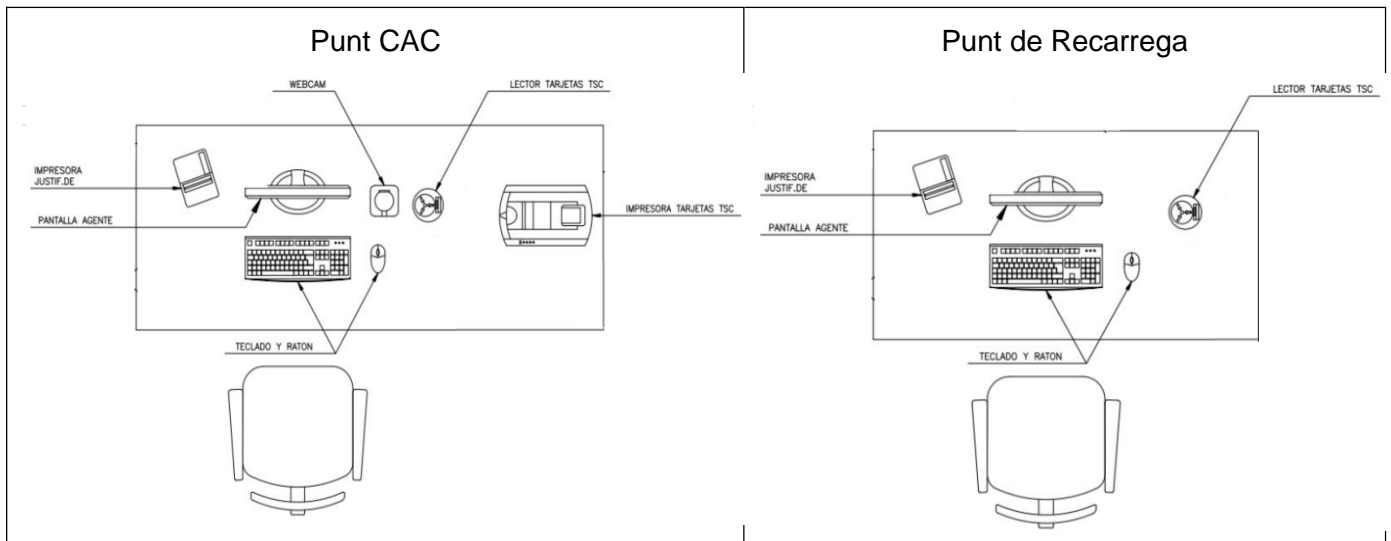 Punt CAC
WEBCAM
LECTOR TARJETAS TSC
IMPRESORA
JUSTIF.DE
PANTALLA AGENTE
IMPRESORA TARJETAS TSC
TECLADO Y RATON
Punt de Recarrega
LECTOR TARJETAS TSC
IMPRESORA
JUSTIF.DE
PANTALLA AGENTE
TECLADO Y RATON